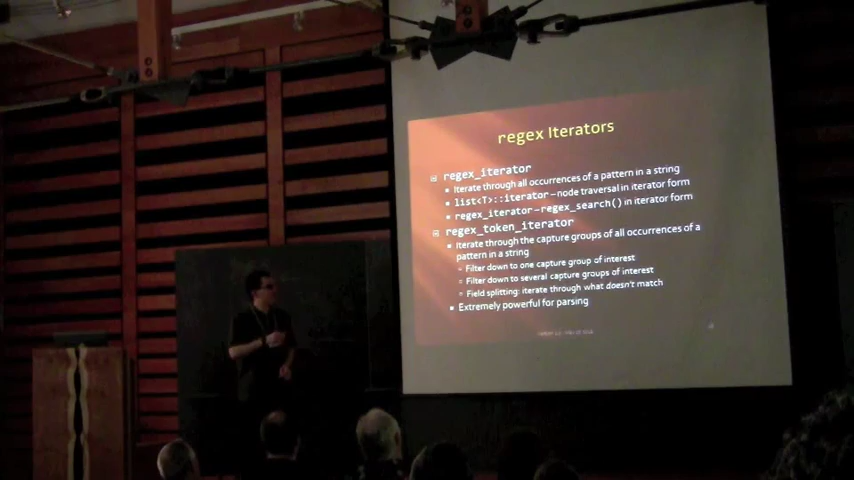 regex Iterators
regex_iterator
Iterate through all occurrences of a pattern in a string
list<T>::iterator – node traversal in iterator form
regex_iterator – regex_search() in iterator form
regex_token_iterator
Iterate through the capture groups of all occurrences of a
pattern in a string
Filter down to one capture group of interest
Filter down to several capture groups of interest
Field splitting: iterate through what doesn't match
Extremely powerful for parsing